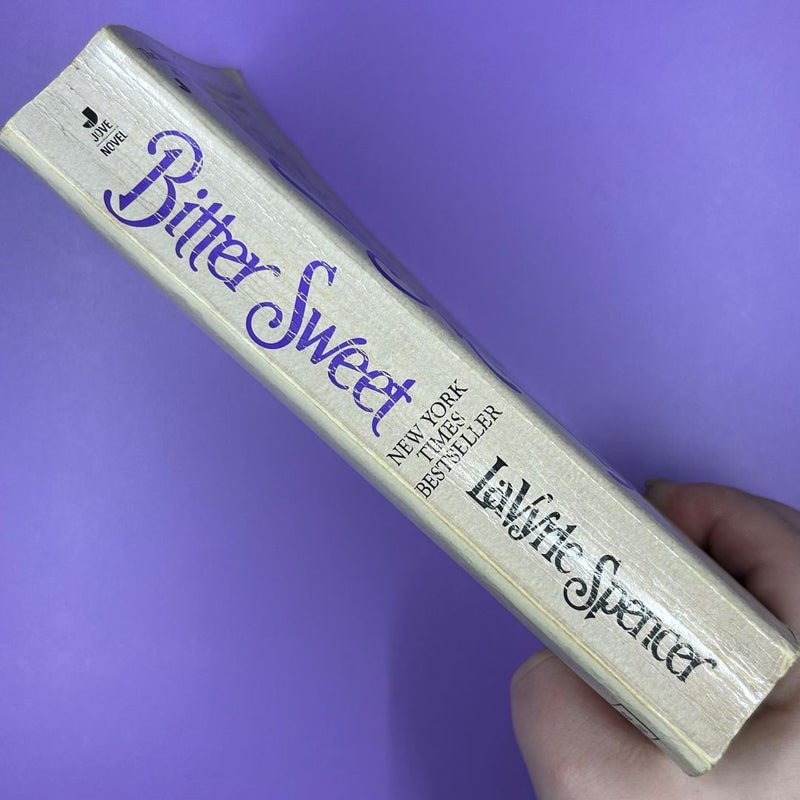 JOVE
NOVEL
Bitter Sweet
NEW YORK
TIMES
BESTSELLER
LaVyrle Spencer